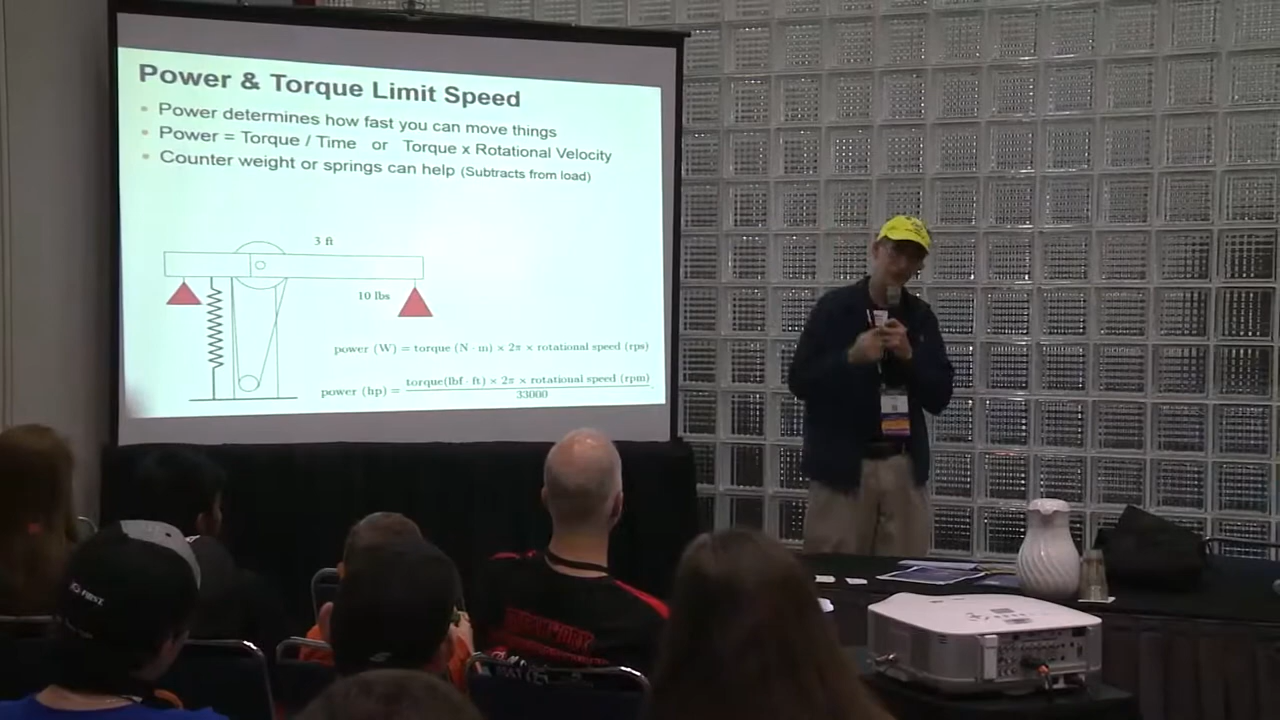 Power & Torque Limit Speed
• Power determines how fast you can move things
• Power = Torque / Time or Torque x Rotational Velocity
• Counter weight or springs can help (Subtracts from load)
3 ft
10 lbs
power (W) = torque (N · m) × 2π × rotational speed (rps)
power (hp) = torque(lbf · ft) × 2π × rotational speed (rpm)
33000
FIRST